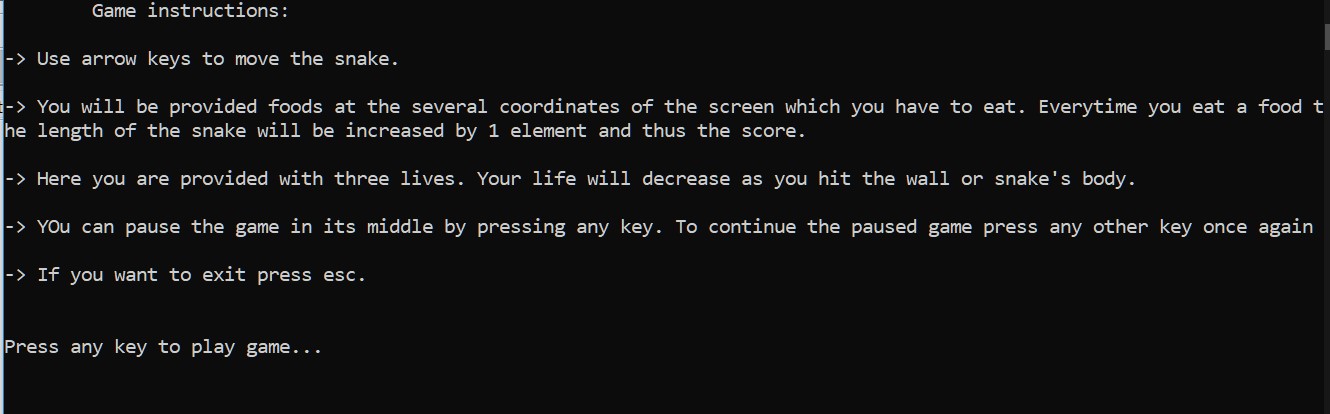 Game instructions:
-> Use arrow keys to move the snake.
-> You will be provided foods at the several coordinates of the screen which you have to eat. Everytime you eat a food t
he length of the snake will be increased by 1 element and thus the score.
-> Here you are provided with three lives. Your life will decrease as you hit the wall or snake's body.
-> YOu can pause the game in its middle by pressing any key. To continue the paused game press any other key once again
-> If you want to exit press esc.
Press any key to play game...